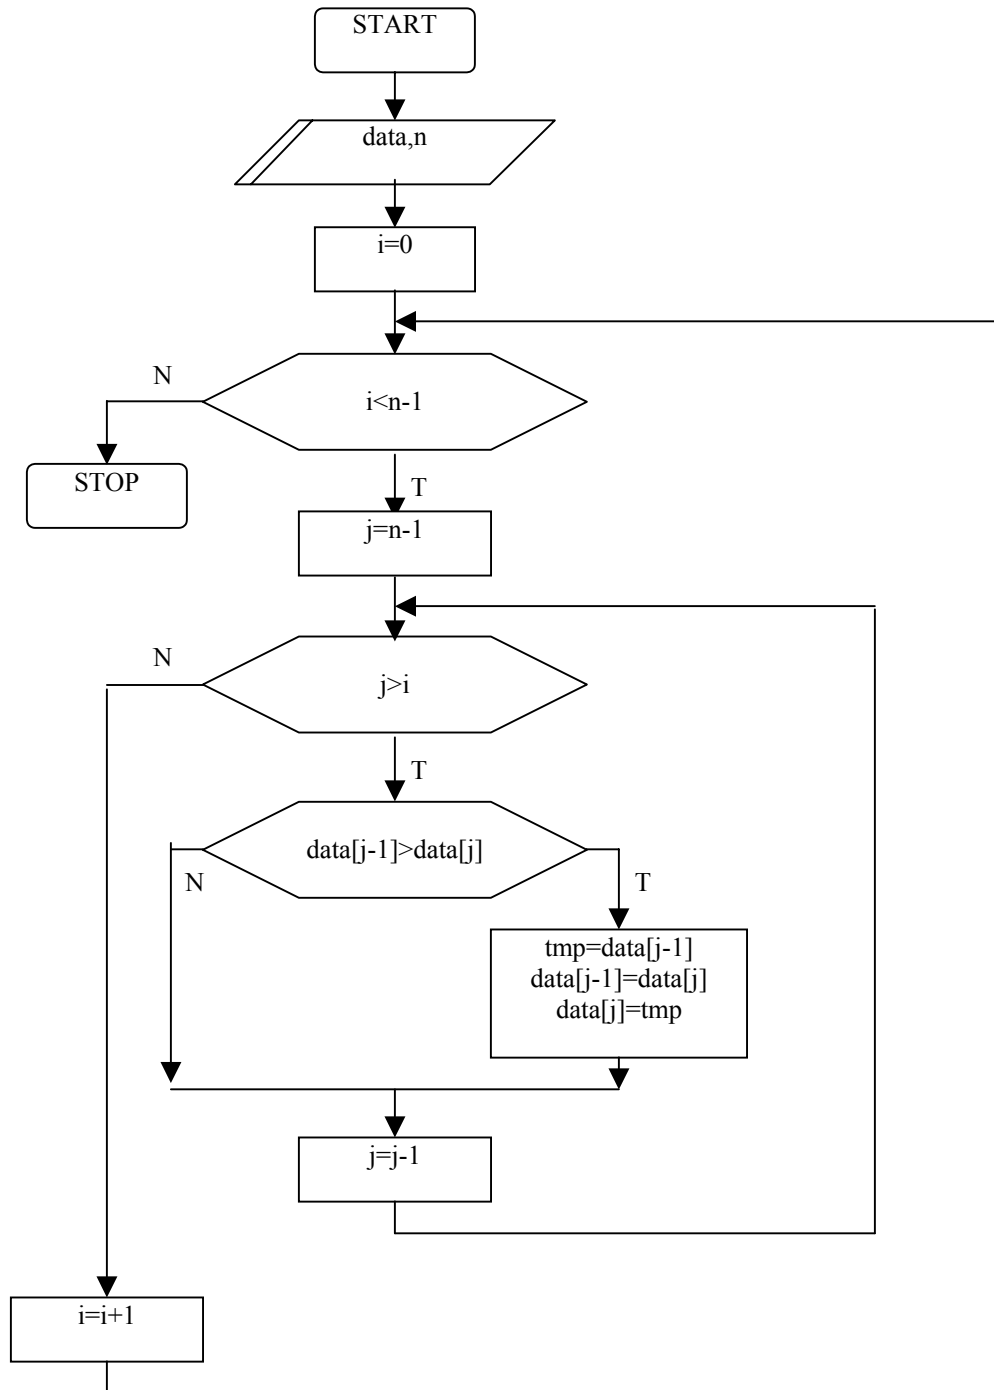 START
data,n
i=0
N
i<n-1
STOP
T
j=n-1
N
j>i
T
data[j-1]>data[j]
N
T
tmp=data[j-1]
data[j-1]=data[j]
data[j]=tmp
j=j-1
i=i+1